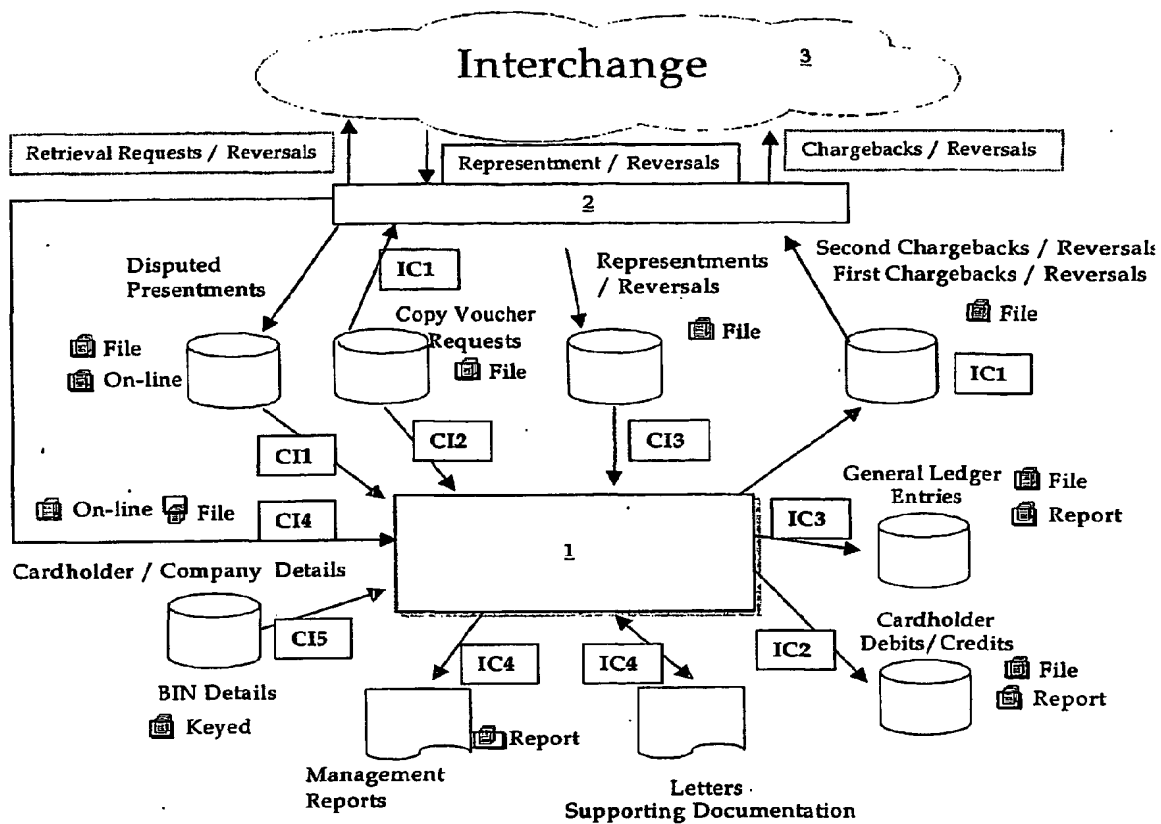 Interchange 3
Retrieval Requests / Reversals
Representment / Reversals
Chargebacks / Reversals
2
Disputed
Presentments
File
On-line
IC1
Copy Voucher
Requests
File
Representments
/ Reversals
File
Second Chargebacks / Reversals
First Chargebacks / Reversals
File
IC1
CI1
CI2
CI3
On-line File
CI4
Cardholder / Company Details
1
General Ledger
Entries
File
Report
IC3
CI5
BIN Details
Keyed
IC4
IC4
IC2
Cardholder
Debits/Credits
File
Report
Report
Management
Reports
Letters
Supporting Documentation